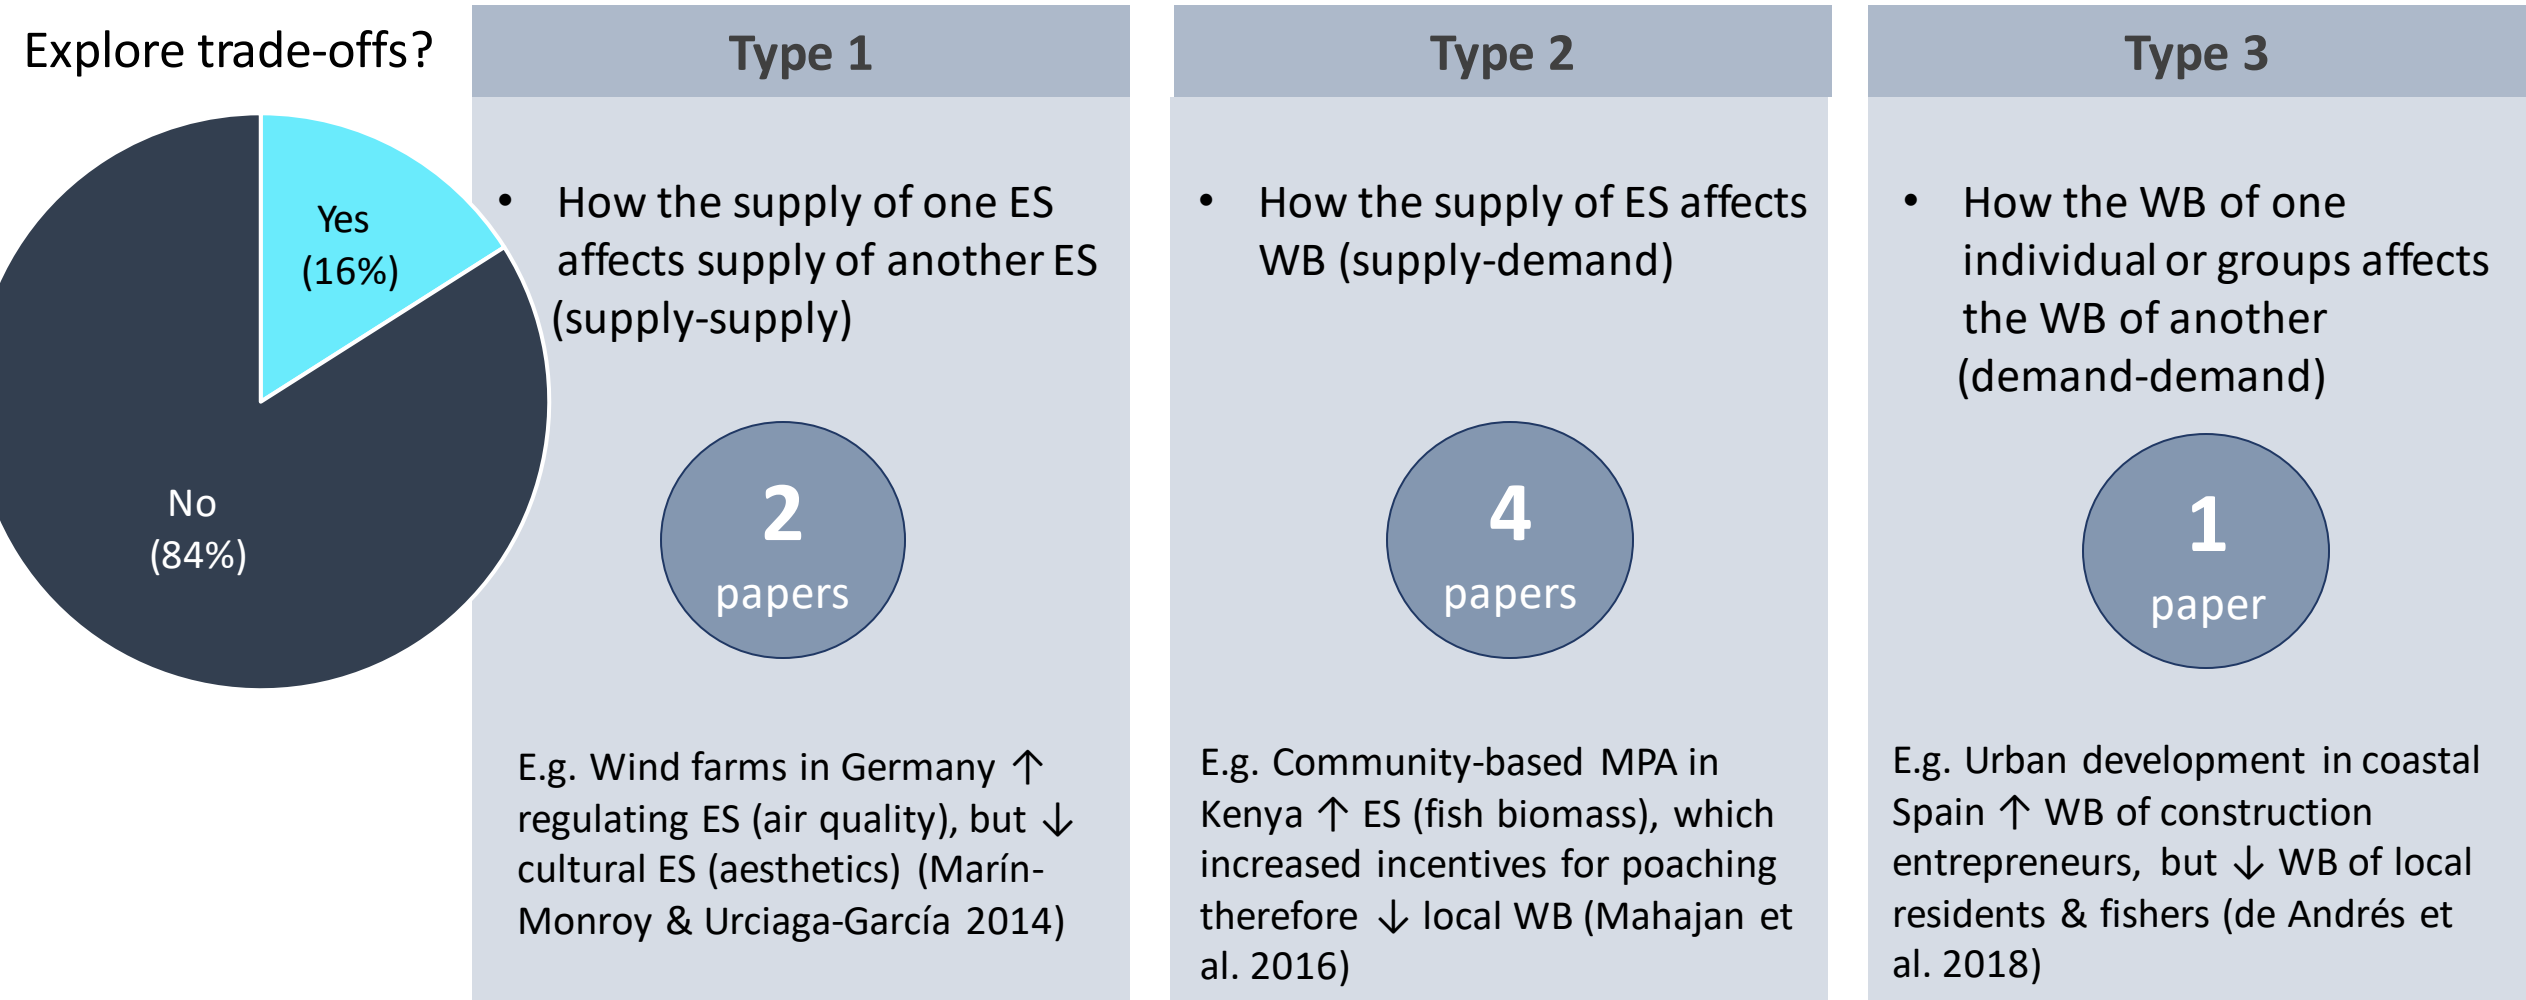 Explore trade-offs?
Yes
(16%)
No
(84%)
Type 1
• How the supply of one ES
affects supply of another ES
(supply-supply)
2
papers
E.g. Wind farms in Germany ↑
regulating ES (air quality), but ↓
cultural ES (aesthetics) (Marín-
Monroy & Urciaga-García 2014)
Type 2
• How the supply of ES affects
WB (supply-demand)
4
papers
E.g. Community-based MPA in
Kenya ↑ ES (fish biomass), which
increased incentives for poaching
therefore ↓ local WB (Mahajan et
al. 2016)
Type 3
• How the WB of one
individual or groups affects
the WB of another
(demand-demand)
1
paper
E.g. Urban development in coastal
Spain ↑ WB of construction
entrepreneurs, but ↓ WB of local
residents & fishers (de Andrés et
al. 2018)